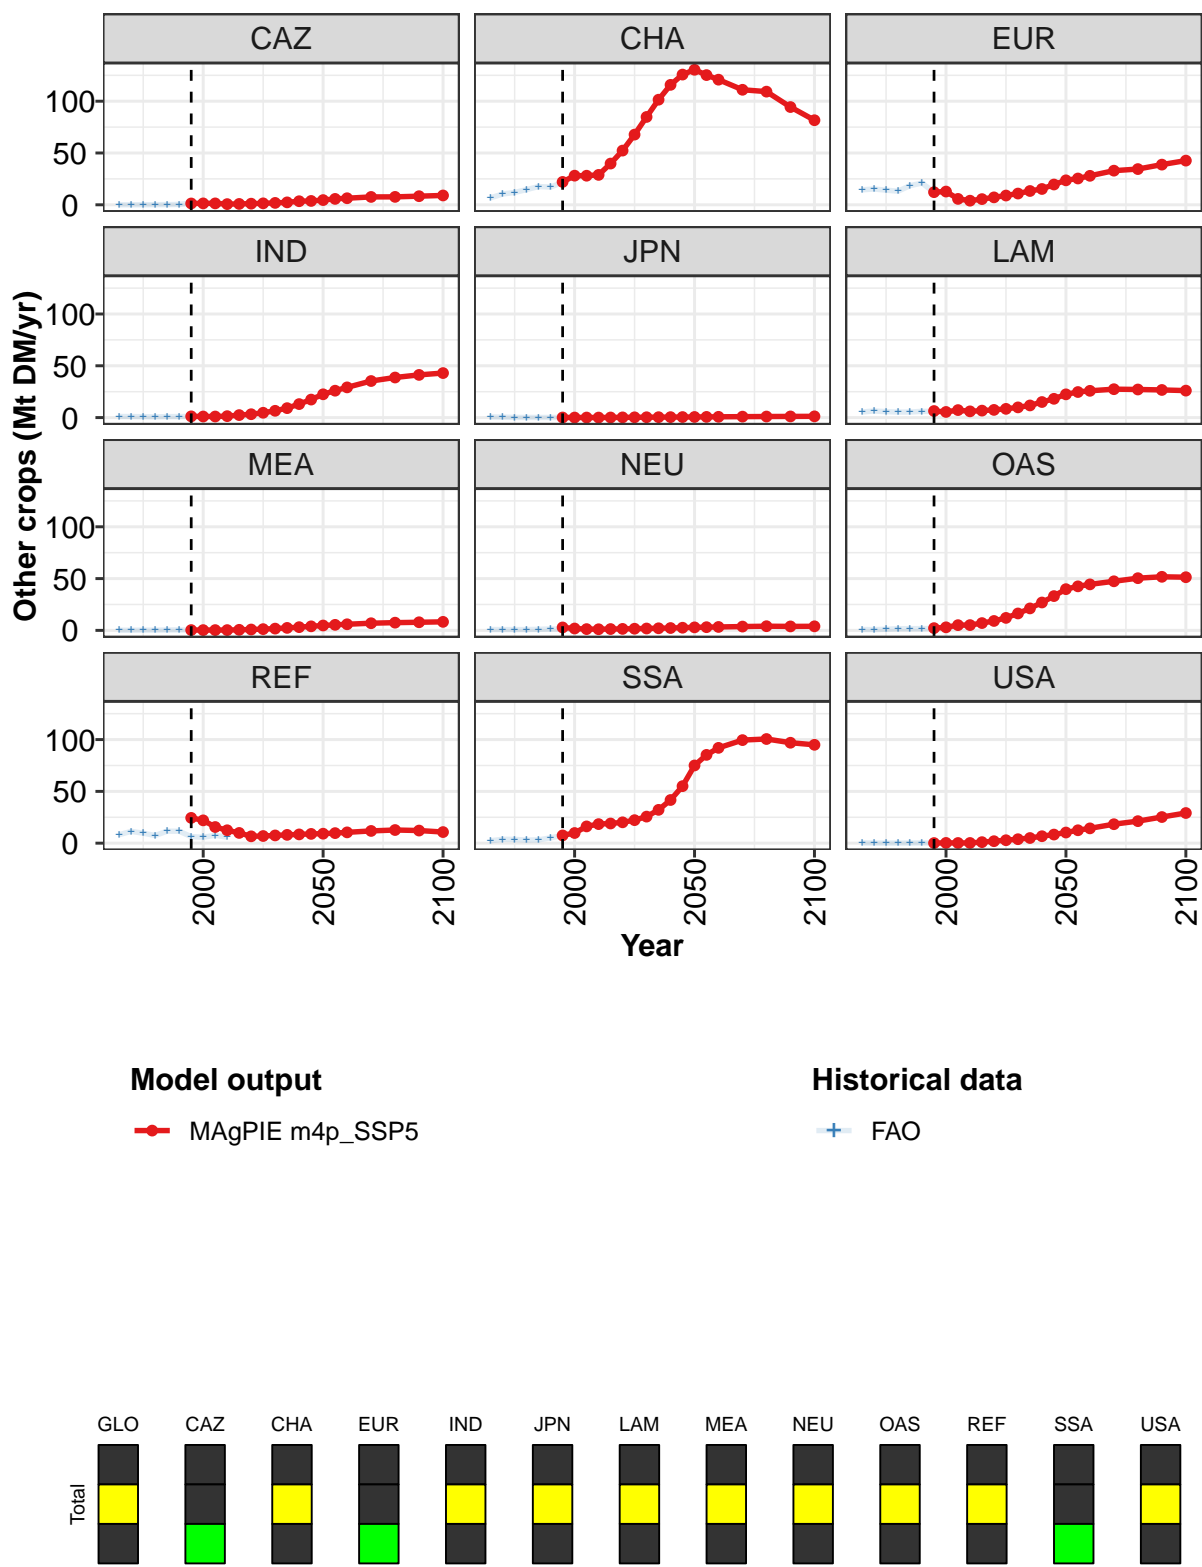 CAZ CHA EUR
100
50
0
IND JPN LAM
100
50
0
MEA NEU OAS
100
50
0
REF SSA USA
100
50
0
2000 2050 2100 2000 2050 2100 2000 2050 2100
Year
Other crops (Mt DM/yr)
Model output
MAgPIE m4p_SSP5
Historical data
FAO
GLO CAZ CHA EUR IND JPN LAM MEA NEU OAS REF SSA USA
Total